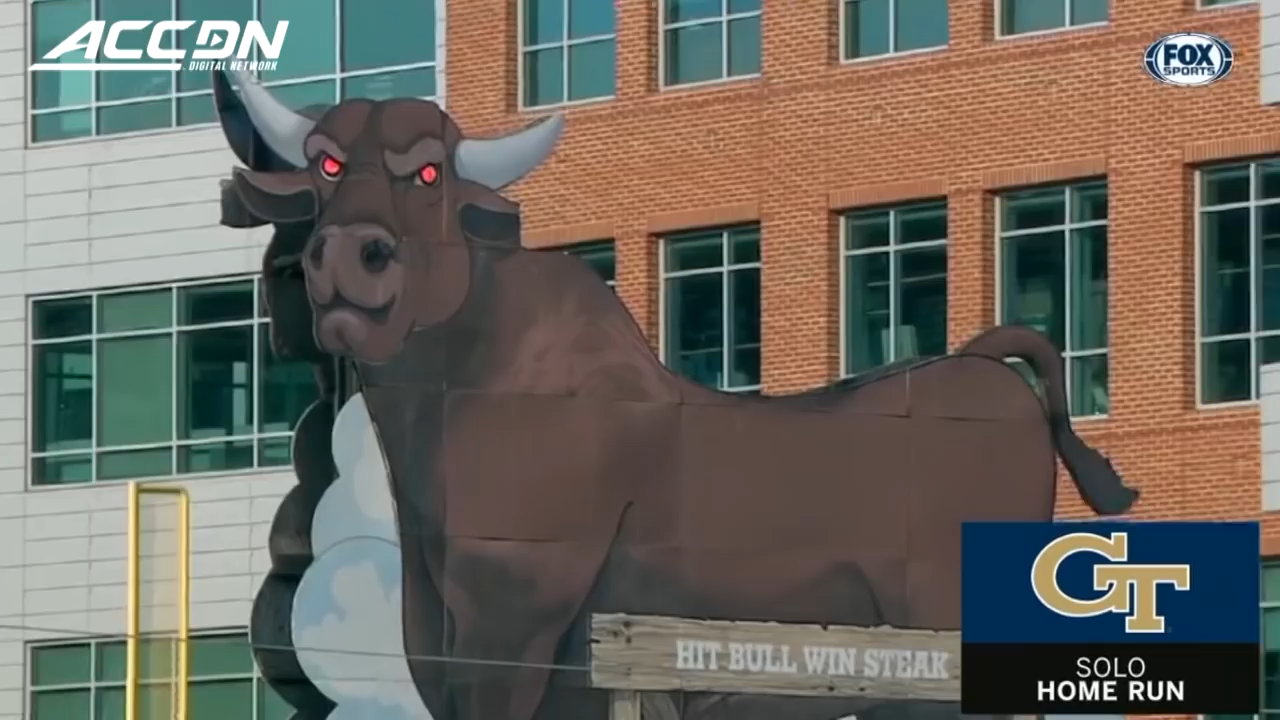 ACCDN
DIGITAL NETWORK
FOX
SPORTS
HIT BULL WIN STEAK
GT
SOLO
HOME RUN